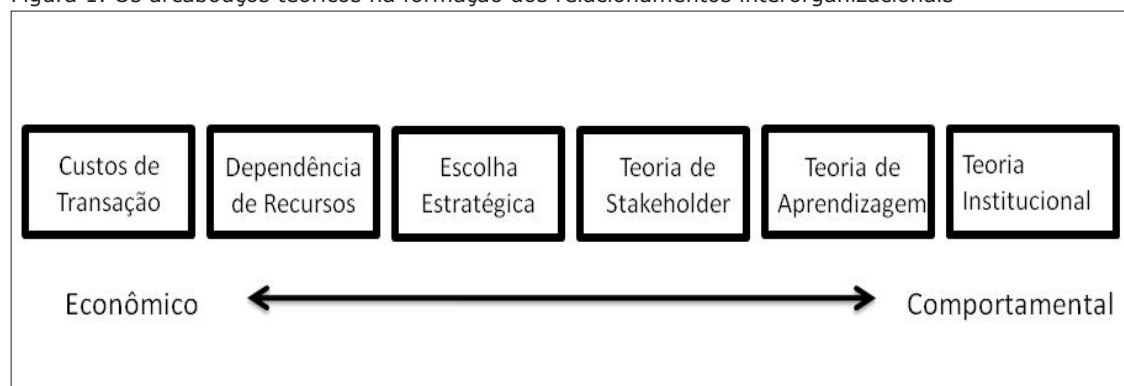 Figura 1: Os arcabouços teóricos na formação dos relacionamentos interorganizacionais
Custos de
Transação
Dependência
de Recursos
Escolha
Estratégica
Teoria de
Stakeholder
Teoria de
Aprendizagem
Teoria
Institucional
Econômico
Comportamental